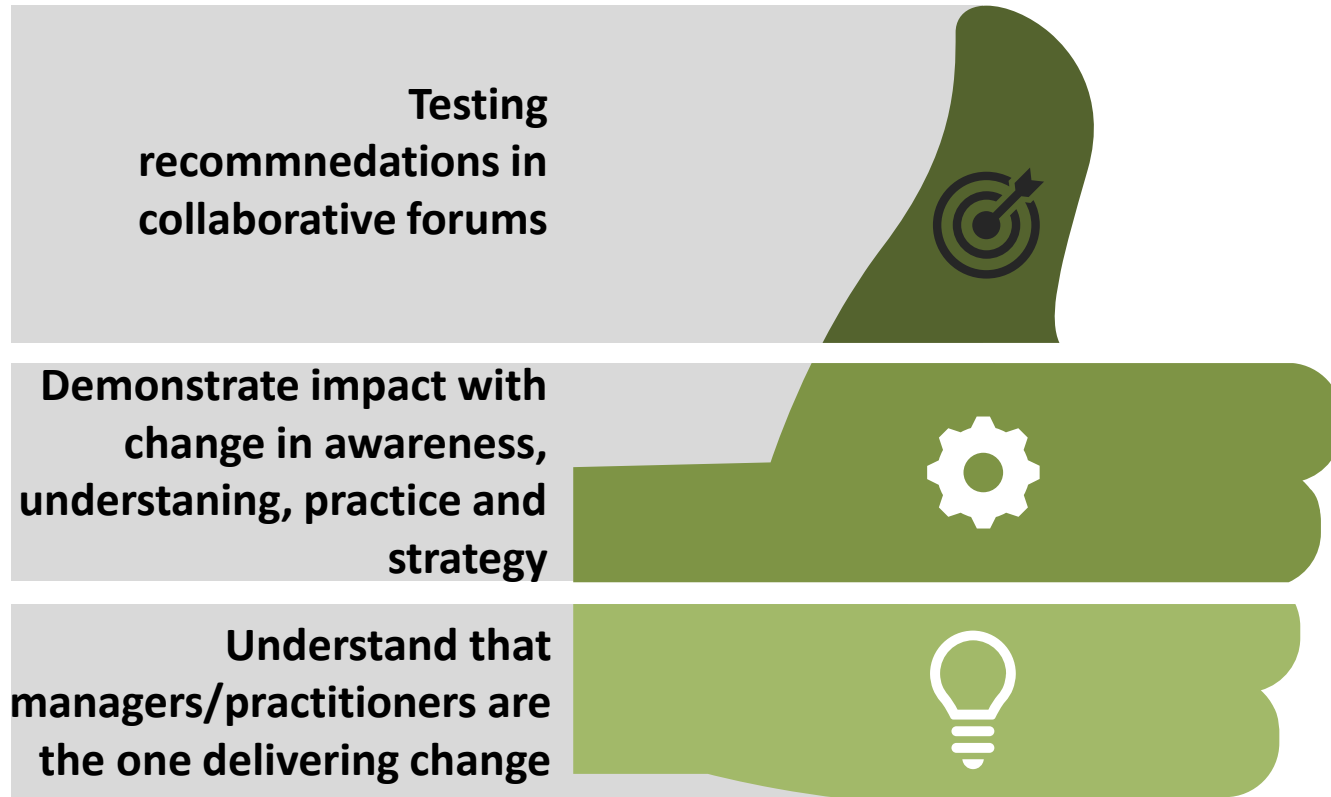 Testing
recommnedations in
collaborative forums
Demonstrate impact with
change in awareness,
understaning, practice and
strategy
Understand that
managers/practitioners are
the one delivering change